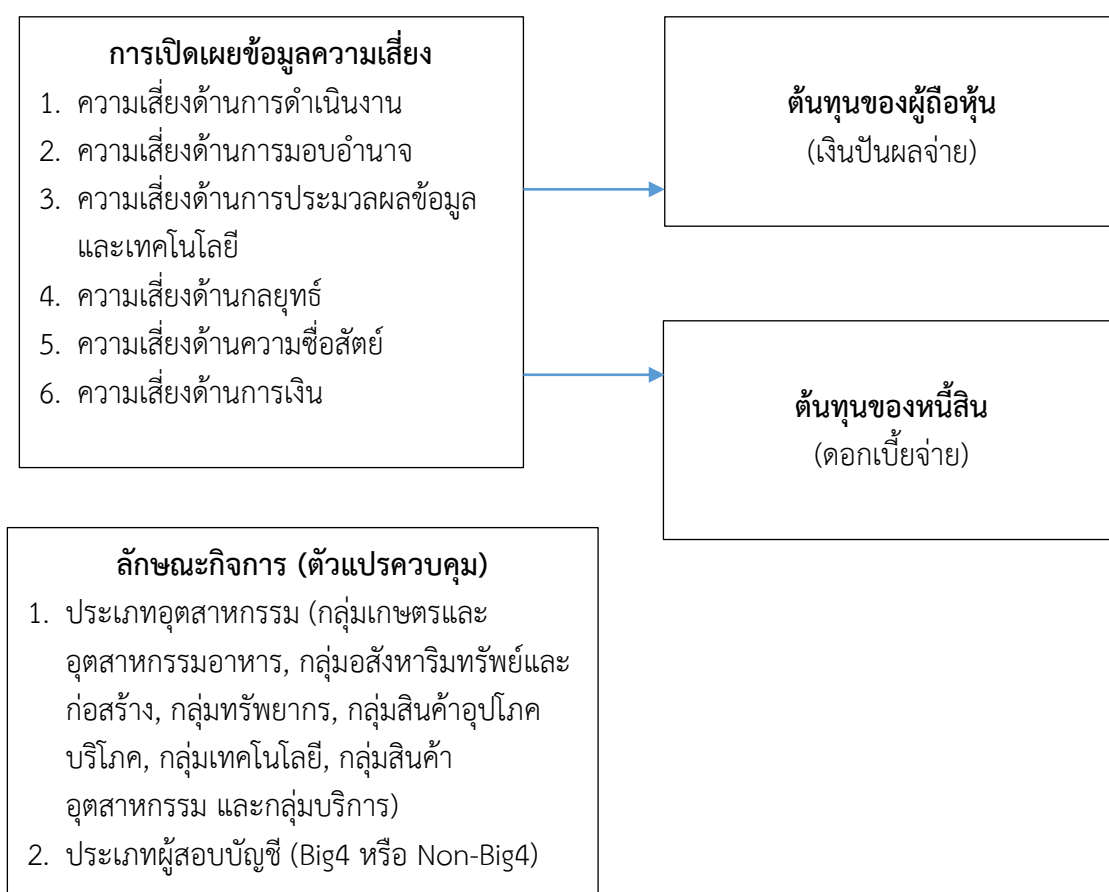 การเปิดเผยข้อมูลความเสี่ยง
1. ความเสี่ยงด้านการดำเนินงาน
2. ความเสี่ยงด้านการมอบอำนาจ
3. ความเสี่ยงด้านการประมวลผลข้อมูล
และเทคโนโลยี
4. ความเสี่ยงด้านกลยุทธ์
5. ความเสี่ยงด้านความซื่อสัตย์
6. ความเสี่ยงด้านการเงิน
ต้นทุนของผู้ถือหุ้น
(เงินปันผลจ่าย)
ต้นทุนของหนี้สิน
(ดอกเบี้ยจ่าย)
ลักษณะกิจการ (ตัวแปรควบคุม)
1. ประเภทอุตสาหกรรม (กลุ่มเกษตรและ
อุตสาหกรรมอาหาร, กลุ่มอสังหาริมทรัพย์และ
ก่อสร้าง, กลุ่มทรัพยากร, กลุ่มสินค้าอุปโภค
บริโภค, กลุ่มเทคโนโลยี, กลุ่มสินค้า
อุตสาหกรรม และกลุ่มบริการ)
2. ประเภทผู้สอบบัญชี (Big4 หรือ Non-Big4)